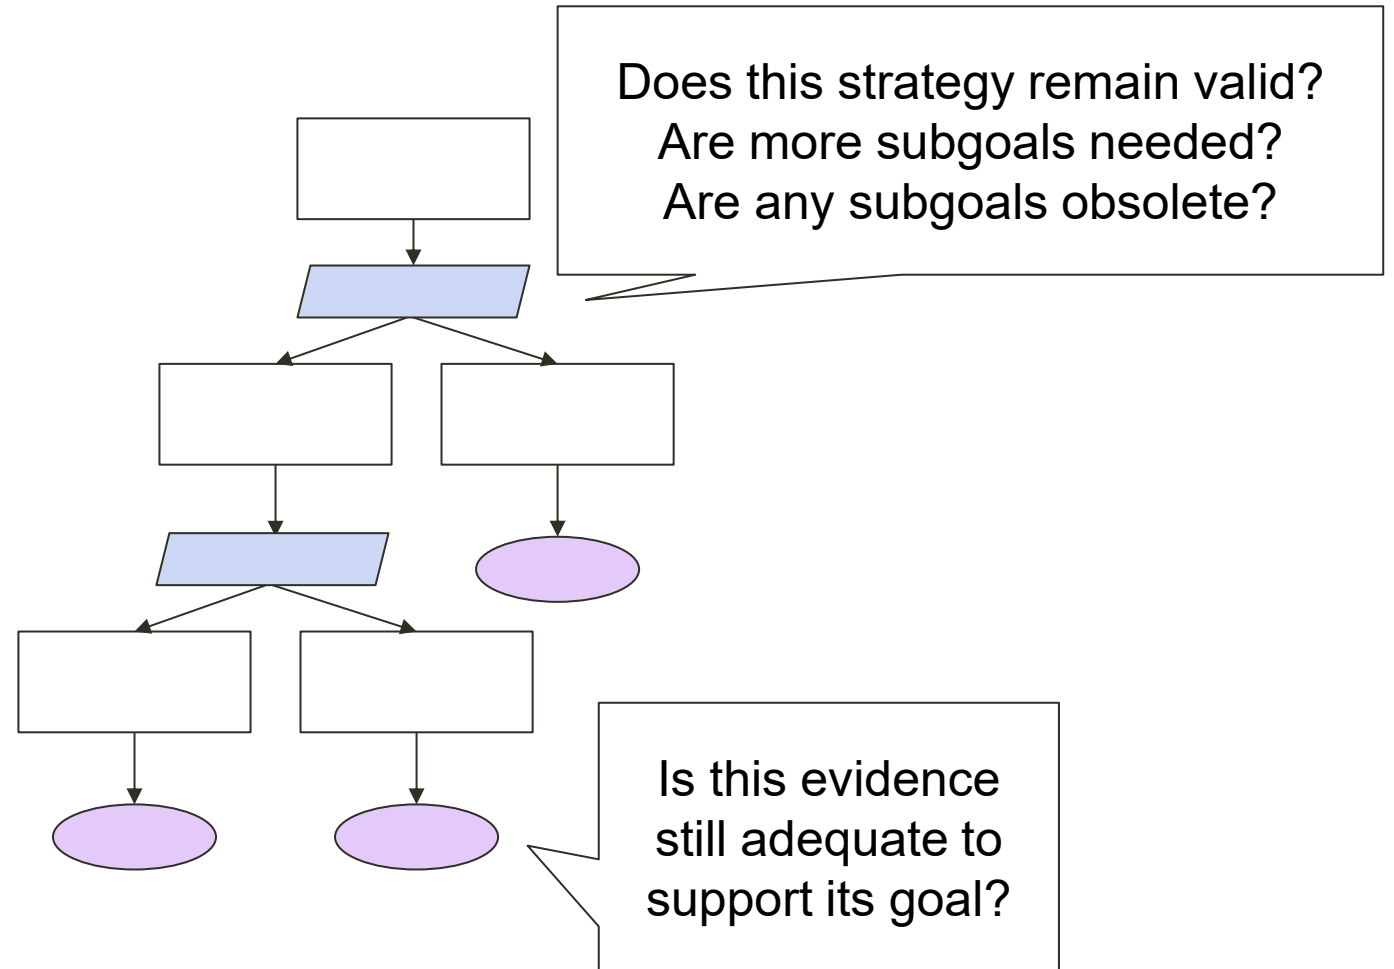 Does this strategy remain valid?
Are more subgoals needed?
Are any subgoals obsolete?
Is this evidence
still adequate to
support its goal?